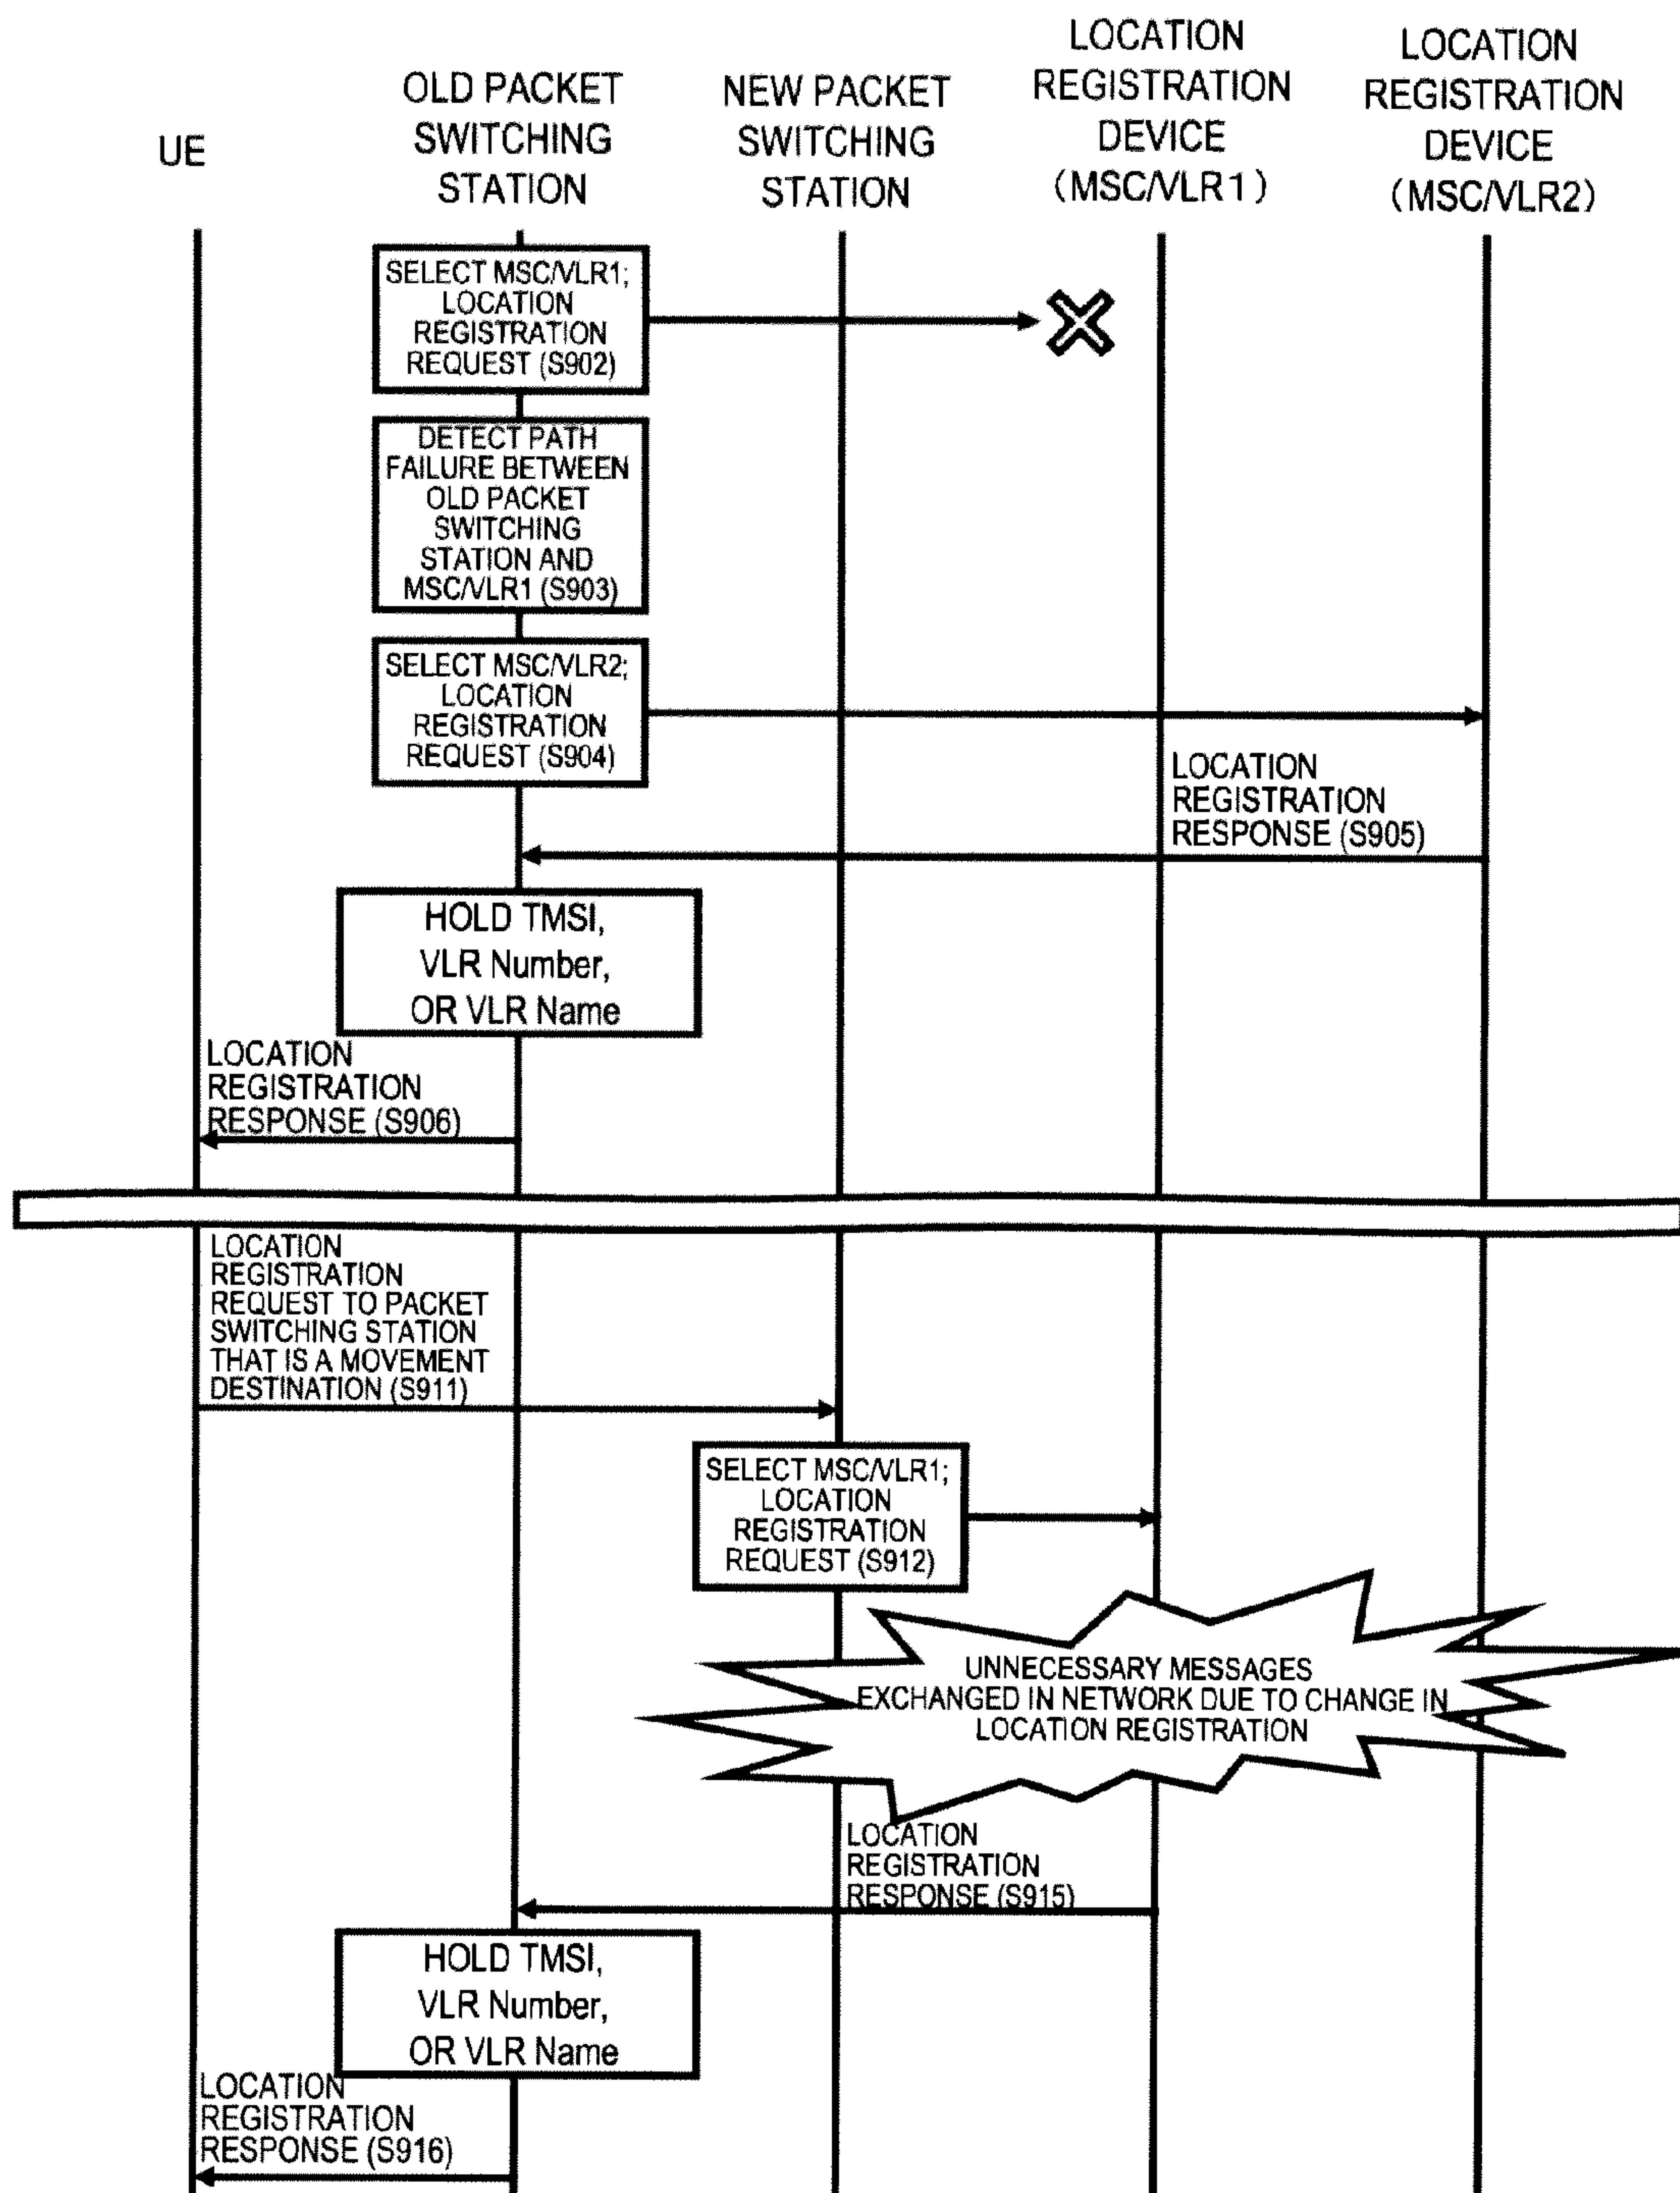 UE
OLD PACKET
SWITCHING
STATION
NEW PACKET
SWITCHING
STATION
LOCATION
REGISTRATION
DEVICE
(MSC/VLR1)
LOCATION
REGISTRATION
DEVICE
(MSC/VLR2)
SELECT MSC/VLR1;
LOCATION
REGISTRATION
REQUEST (S902)
DETECT PATH
FAILURE BETWEEN
OLD PACKET
SWITCHING
STATION AND
MSC/VLR1 (S903)
SELECT MSC/VLR2;
LOCATION
REGISTRATION
REQUEST (S904)
LOCATION
REGISTRATION
RESPONSE (S905)
HOLD TMSI,
VLR Number,
OR VLR Name
LOCATION
REGISTRATION
RESPONSE (S906)
LOCATION
REGISTRATION
REQUEST TO PACKET
SWITCHING STATION
THAT IS A MOVEMENT
DESTINATION (S911)
SELECT MSC/VLR1;
LOCATION
REGISTRATION
REQUEST (S912)
UNNECESSARY MESSAGES
EXCHANGED IN NETWORK DUE TO CHANGE IN
LOCATION REGISTRATION
LOCATION
REGISTRATION
RESPONSE (S915)
HOLD TMSI,
VLR Number,
OR VLR Name
LOCATION
REGISTRATION
RESPONSE (S916)